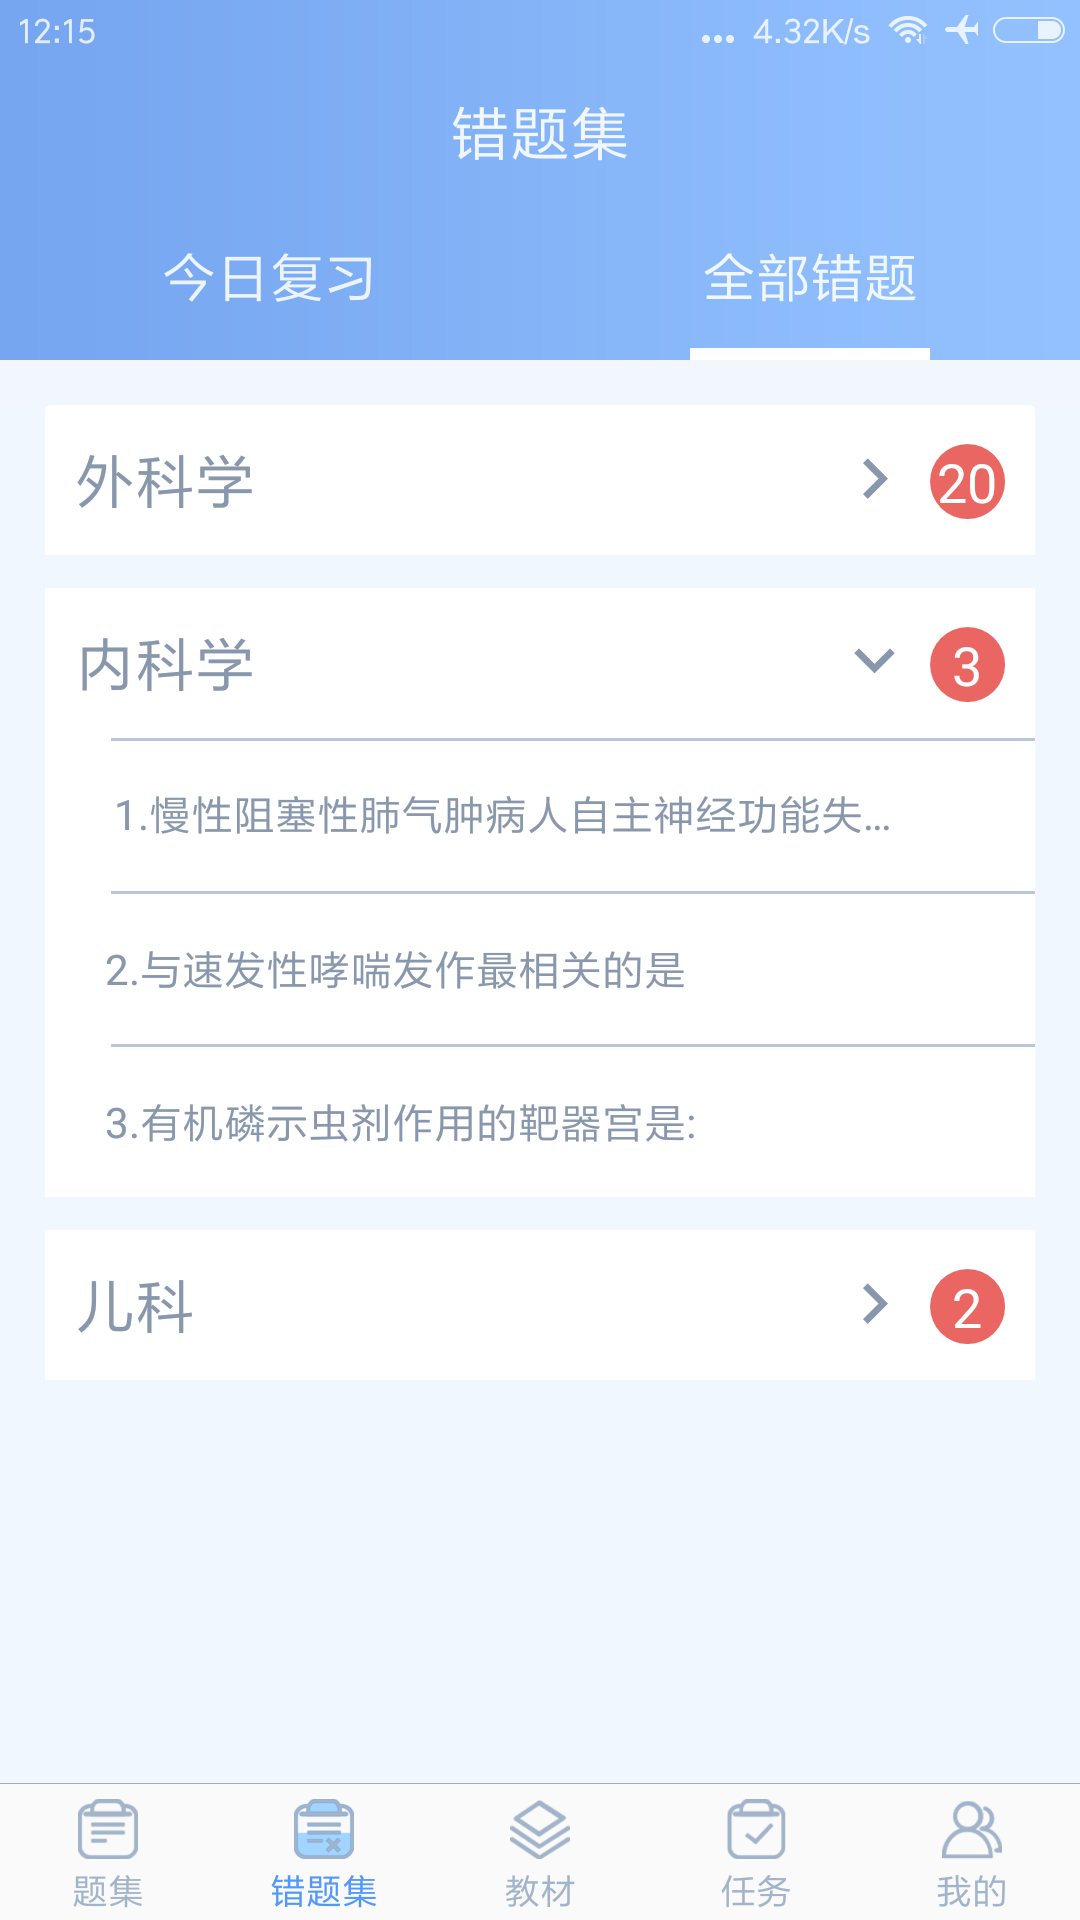 12:15 ... 4.32K/s
错题集
今日复习 全部错题
外科学 20
内科学 3
1.慢性阻塞性肺气肿病人自主神经功能失...
2.与速发性哮喘发作最相关的是
3.有机磷示虫剂作用的靶器宫是:
儿科 2
题集 错题集 教材 任务 我的